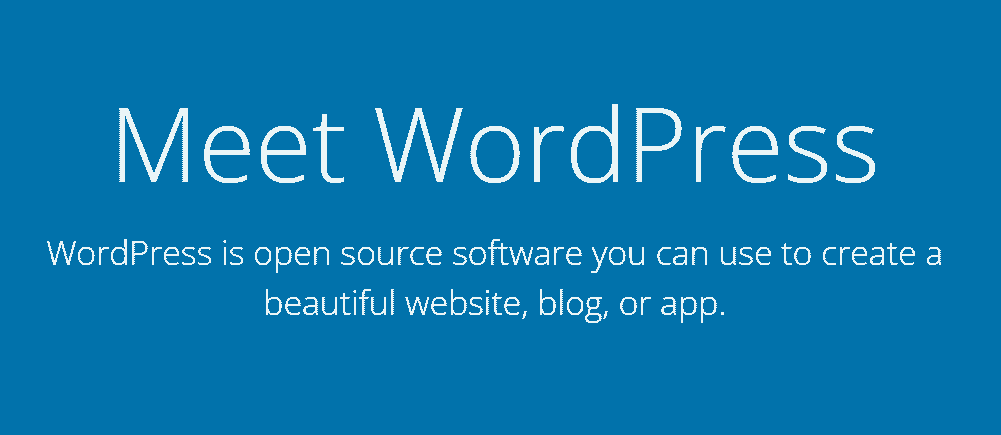 Meet WordPress
WordPress is open source software you can use to create a
beautiful website, blog, or app.